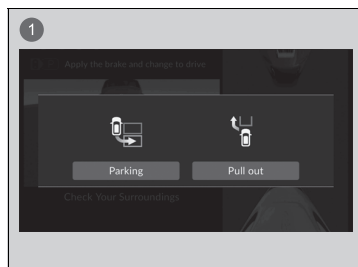 1
Apply the brake and change to drive
Parking
Pull out
Check Your Surroundings